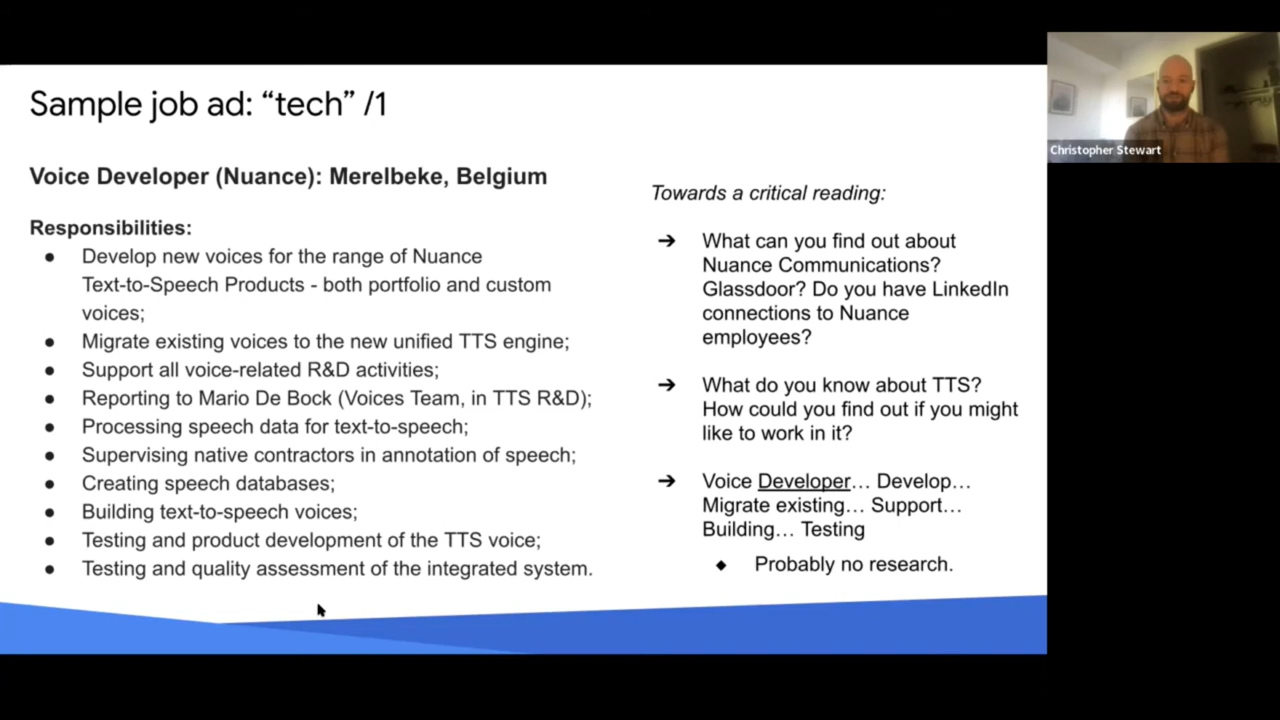 Sample job ad: “tech” /1
Voice Developer (Nuance): Merelbeke, Belgium
Responsibilities:
● Develop new voices for the range of Nuance
Text-to-Speech Products - both portfolio and custom
voices;
● Migrate existing voices to the new unified TTS engine;
● Support all voice-related R&D activities;
● Reporting to Mario De Bock (Voices Team, in TTS R&D);
● Processing speech data for text-to-speech;
● Supervising native contractors in annotation of speech;
● Creating speech databases;
● Building text-to-speech voices;
● Testing and product development of the TTS voice;
● Testing and quality assessment of the integrated system.
Towards a critical reading:
➔ What can you find out about
Nuance Communications?
Glassdoor? Do you have LinkedIn
connections to Nuance
employees?
➔ What do you know about TTS?
How could you find out if you might
like to work in it?
➔ Voice Developer… Develop…
Migrate existing… Support…
Building… Testing
◆ Probably no research.
Christopher Stewart